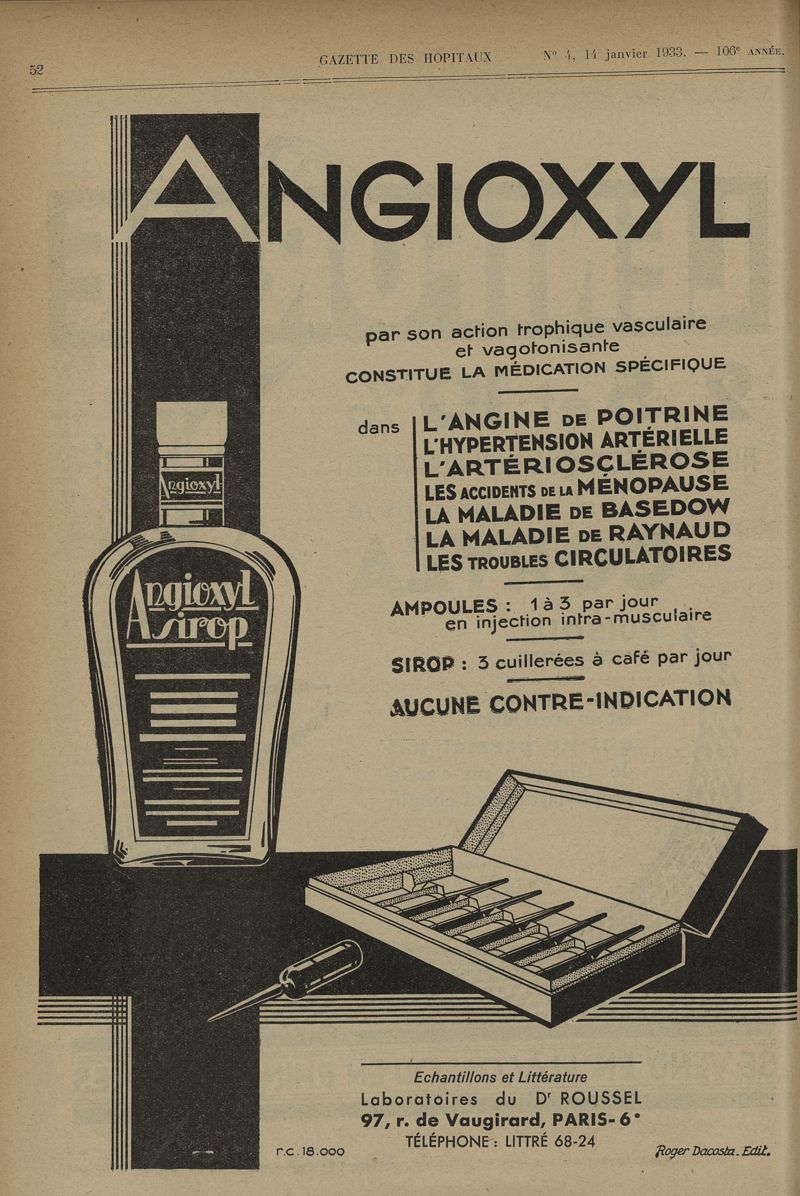 52
GAZETTE DES HOPITAUX
N° 4, 14 janvier 1933. — 106e ANNÉE.
ANGIOXYL
par son action trophique vasculaire
et vagotonisante
CONSTITUE LA MÉDICATION SPÉCIFIQUE
dans
L'ANGINE DE POITRINE
L'HYPERTENSION ARTÉRIELLE
L'ARTÉRIOSCLÉROSE
LES ACCIDENTS DE LA MÉNOPAUSE
LA MALADIE DE BASEDOW
LA MALADIE DE RAYNAUD
LES TROUBLES CIRCULATOIRES
Angioxyl
Angioxyl
sirop
AMPOULES : 1 à 3 par jour
en injection intra-musculaire
SIROP : 3 cuillerées à café par jour
AUCUNE CONTRE-INDICATION
Echantillons et Littérature
Laboratoires du Dr ROUSSEL
97, r. de Vaugirard, PARIS-6e
TÉLÉPHONE : LITTRÉ 68-24
r.c. 18.000
Roger Dacosta. Edit.